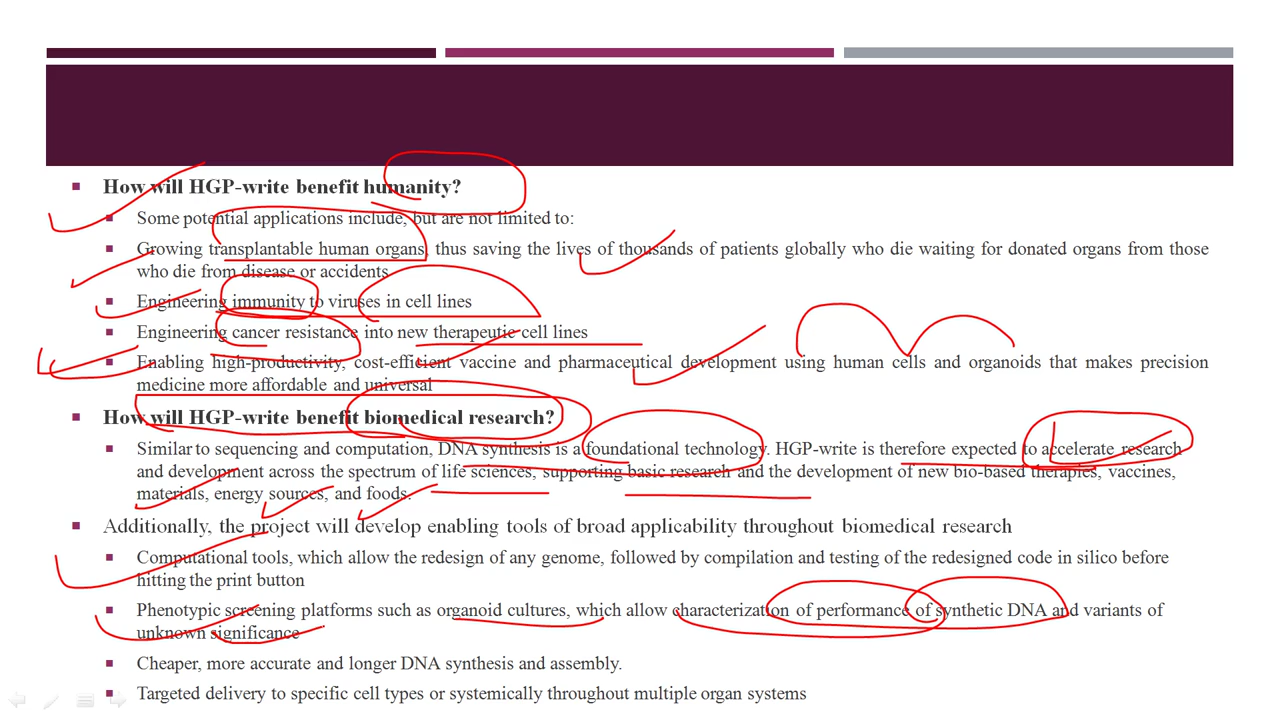 How will HGP-write benefit humanity?
Some potential applications include, but are not limited to:
Growing transplantable human organs, thus saving the lives of thousands of patients globally who die waiting for donated organs from those
who die from disease or accidents
Engineering immunity to viruses in cell lines
Engineering cancer resistance into new therapeutic cell lines
Enabling high-productivity, cost-efficient vaccine and pharmaceutical development using human cells and organoids that makes precision
medicine more affordable and universal
How will HGP-write benefit biomedical research?
Similar to sequencing and computation, DNA synthesis is a foundational technology. HGP-write is therefore expected to accelerate research
and development across the spectrum of life sciences, supporting basic research and the development of new bio-based therapies, vaccines,
materials, energy sources, and foods.
Additionally, the project will develop enabling tools of broad applicability throughout biomedical research
Computational tools, which allow the redesign of any genome, followed by compilation and testing of the redesigned code in silico before
hitting the print button
Phenotypic screening platforms such as organoid cultures, which allow characterization of performance of synthetic DNA and variants of
unknown significance
Cheaper, more accurate and longer DNA synthesis and assembly.
Targeted delivery to specific cell types or systemically throughout multiple organ systems